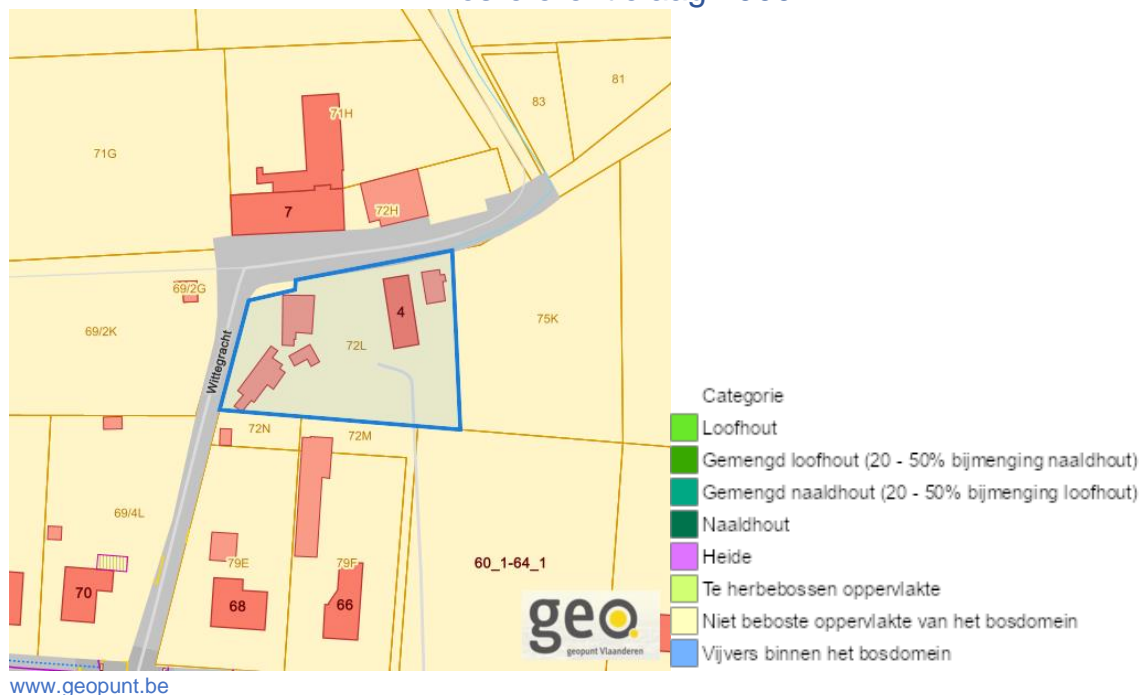 83
81
71H
71G
7
72H
69/2G
4
75K
69/2K
72L
Wittegracht
72N
72M
69/4L
79E
79F
60_1-64_1
70
68
66
geo
geopunt Vlaanderen
Categorie
Loofhout
Gemengd loofhout (20 - 50% bijmenging naaldhout)
Gemengd naaldhout (20 - 50% bijmenging loofhout)
Naaldhout
Heide
Te herbebossen oppervlakte
Niet beboste oppervlakte van het bosdomein
Vijvers binnen het bosdomein
www.geopunt.be